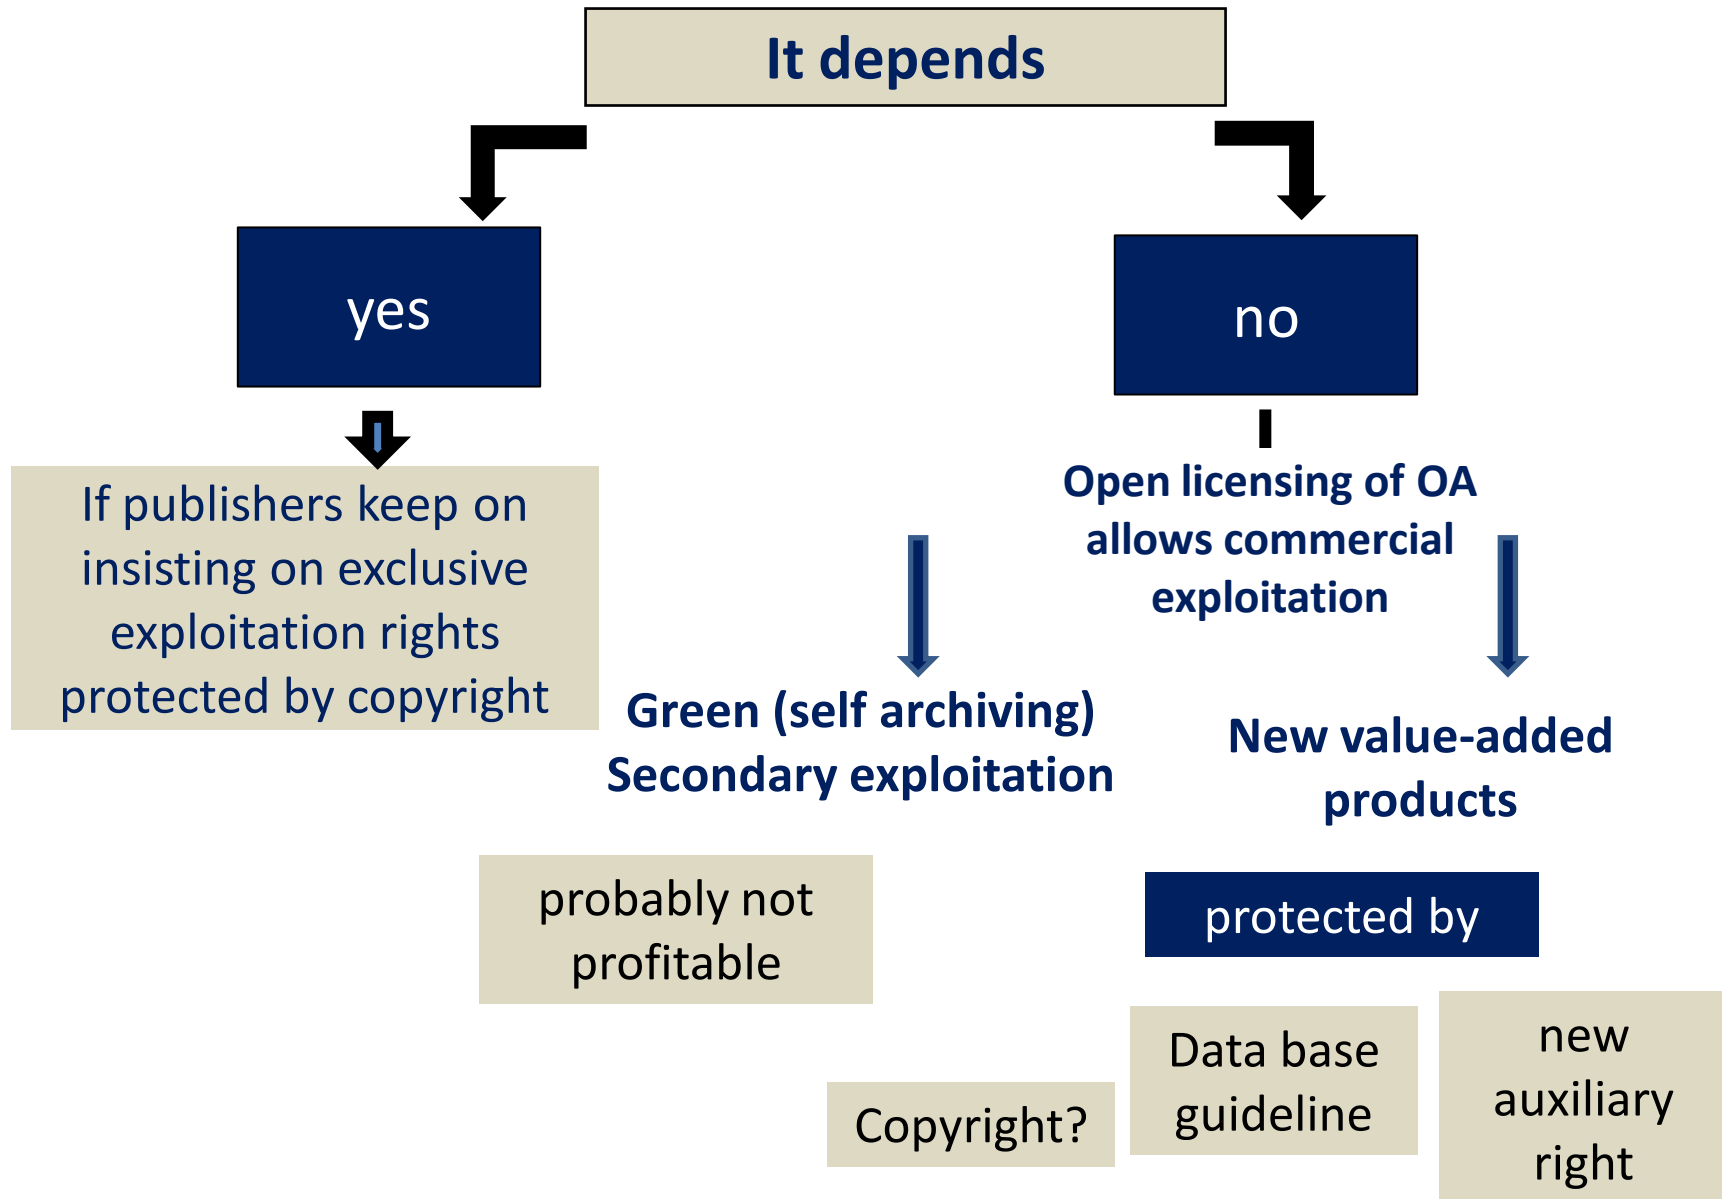 It depends
yes
no
If publishers keep on
insisting on exclusive
exploitation rights
protected by copyright
Open licensing of OA
allows commercial
exploitation
Green (self archiving)
Secondary exploitation
New value-added
products
probably not
profitable
protected by
Copyright?
Data base
guideline
new
auxiliary
right